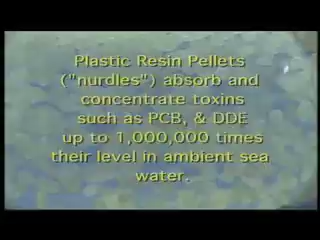 Plastic Resin Pellets
("nurdles") absorb and
concentrate toxins
such as PCB, & DDE
up to 1,000,000 times
their level in ambient sea
water.